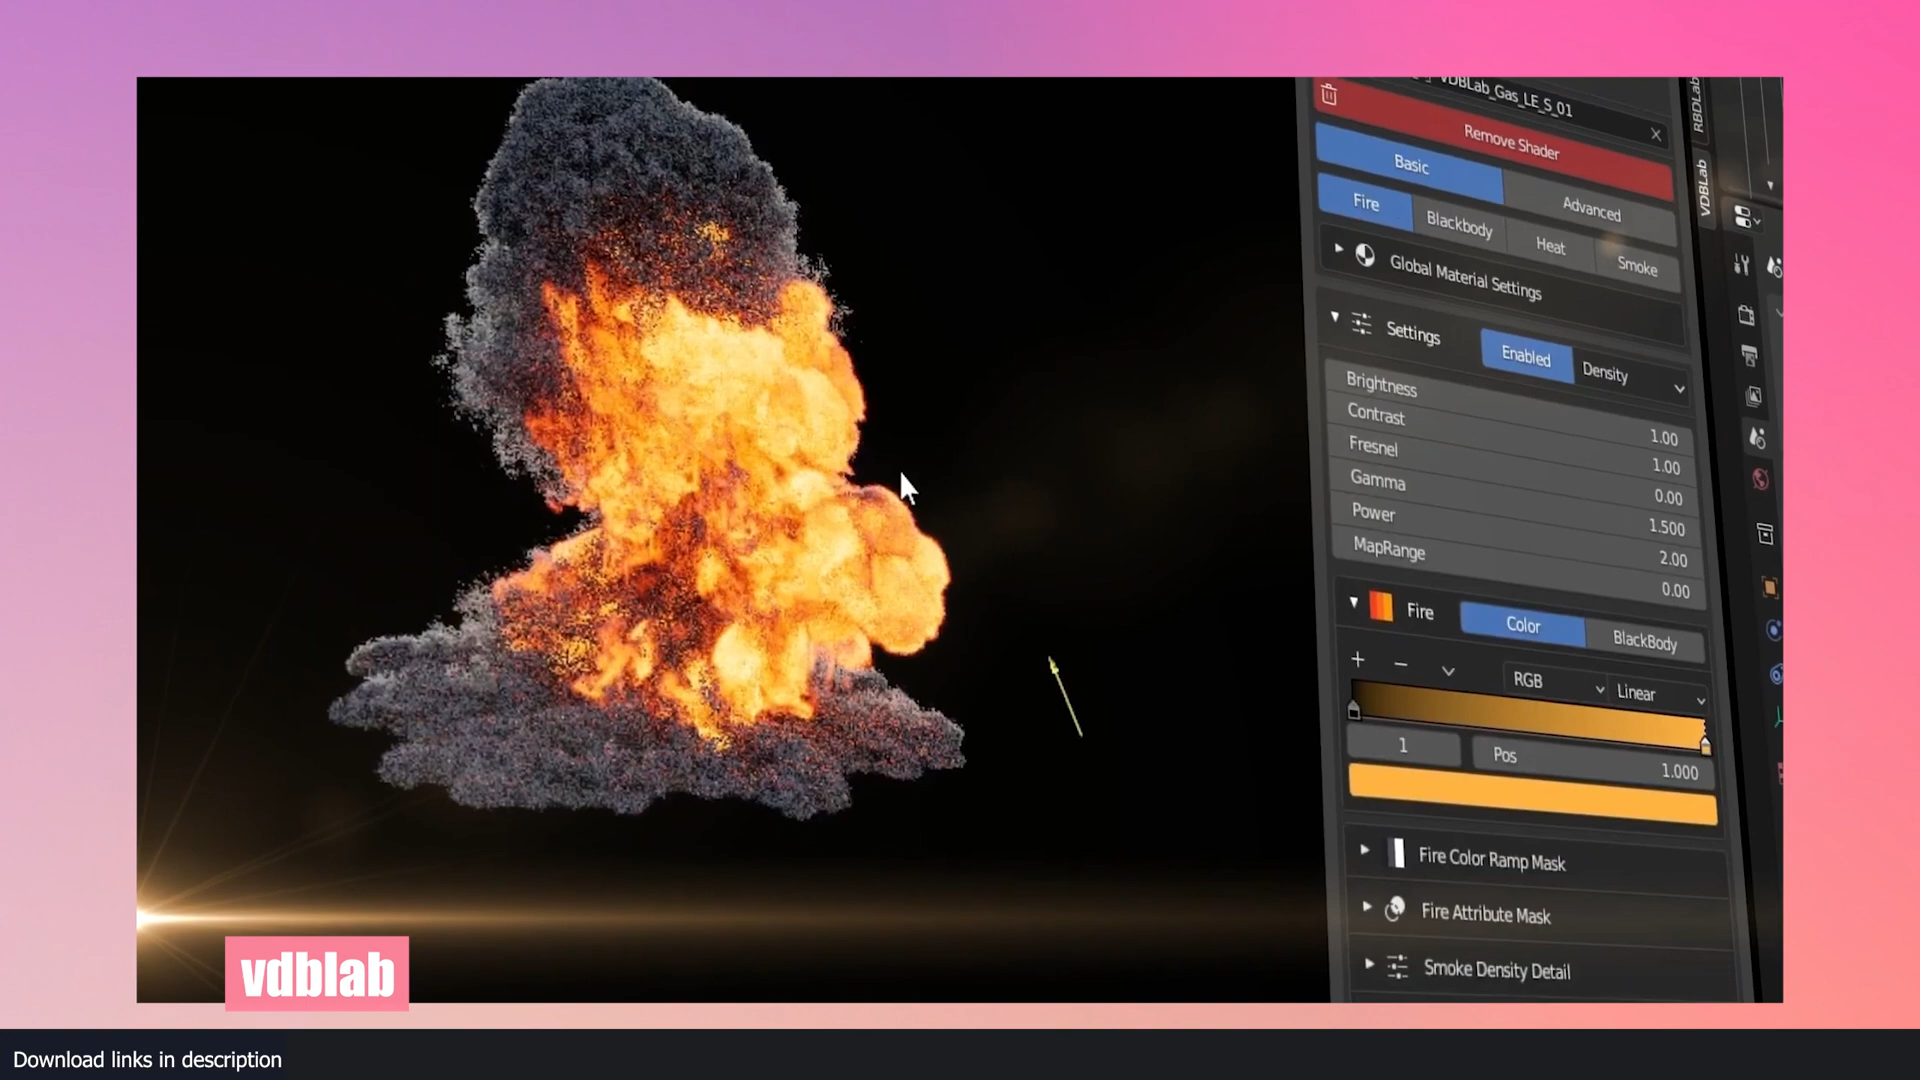 VDBLab_Gas_LE_S_01
Remove Shader
Basic
Advanced
Fire
Blackbody
Heat
Smoke
Global Material Settings
Settings
Enabled
Density
Brightness
1.00
Contrast
1.00
Fresnel
0.00
Gamma
1.500
Power
2.00
MapRange
0.00
Fire
Color
BlackBody
RGB
Linear
1
Pos
1.000
Fire Color Ramp Mask
Fire Attribute Mask
Smoke Density Detail
RBDLab
VDBLab
vdblab
Download links in description